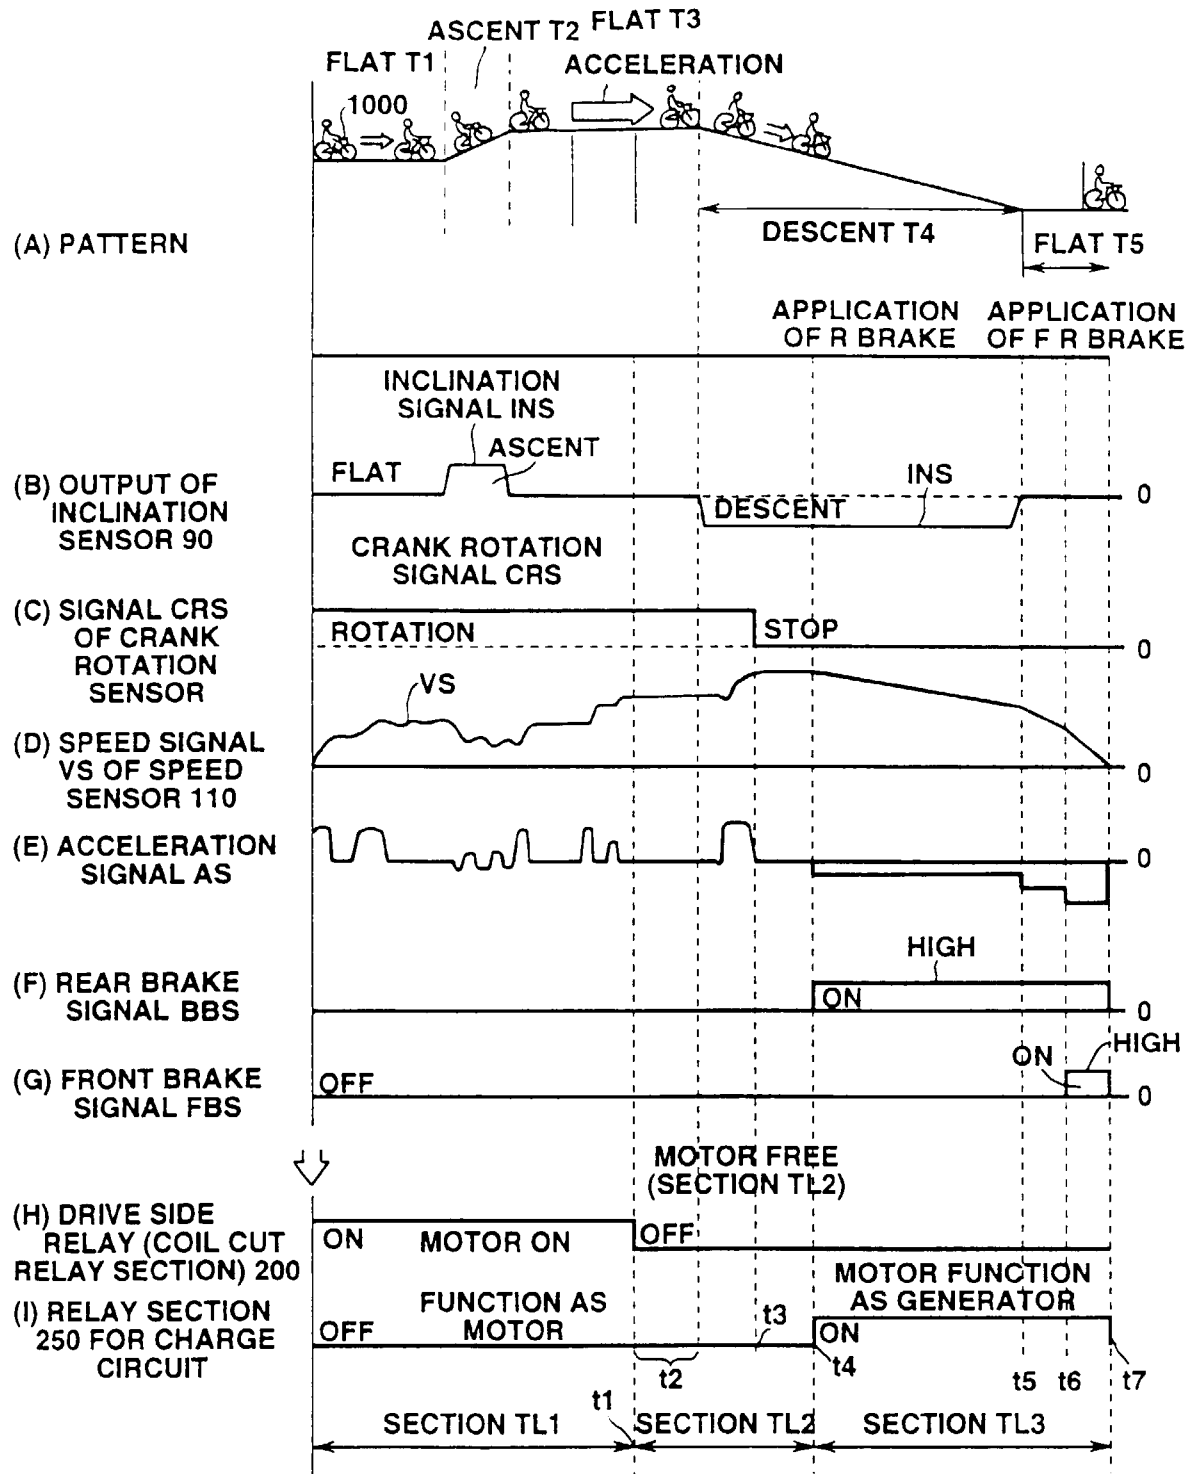 ASCENT T2
FLAT T3
FLAT T1
ACCELERATION
1000
(A) PATTERN
DESCENT T4
FLAT T5
APPLICATION
OF R BRAKE
APPLICATION
OF F R BRAKE
INCLINATION
SIGNAL INS
ASCENT
FLAT
INS
(B) OUTPUT OF
INCLINATION
SENSOR 90
DESCENT
0
CRANK ROTATION
SIGNAL CRS
(C) SIGNAL CRS
OF CRANK
ROTATION
SENSOR
ROTATION
STOP
0
VS
(D) SPEED SIGNAL
VS OF SPEED
SENSOR 110
0
(E) ACCELERATION
SIGNAL AS
0
HIGH
(F) REAR BRAKE
SIGNAL BBS
ON
0
ON
HIGH
(G) FRONT BRAKE
SIGNAL FBS
OFF
0
MOTOR FREE
(SECTION TL2)
(H) DRIVE SIDE
RELAY (COIL CUT
RELAY SECTION) 200
ON
MOTOR ON
OFF
MOTOR FUNCTION
AS GENERATOR
(I) RELAY SECTION
250 FOR CHARGE
CIRCUIT
OFF
FUNCTION AS
MOTOR
t3
ON
t4
t2
t5
t6
t7
t1
SECTION TL1
SECTION TL2
SECTION TL3